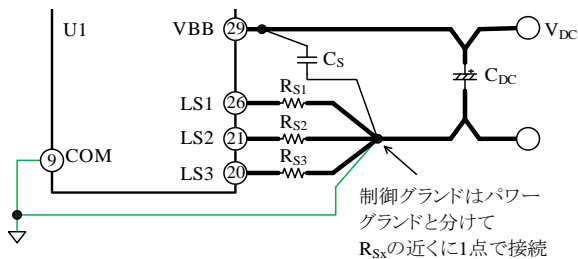 U1
VBB
29
V_DC
C_S
C_DC
R_S1
LS1
26
R_S2
LS2
21
R_S3
LS3
20
9
COM
制御グランドはパワー
グランドと分けて
R_Sxの近くに1点で接続